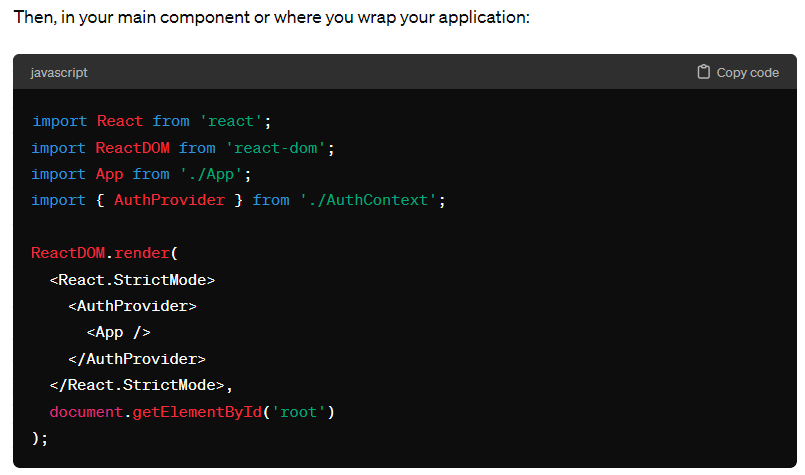 Then, in your main component or where you wrap your application:
javascript
Copy code
import React from 'react';
import ReactDOM from 'react-dom';
import App from './App';
import { AuthProvider } from './AuthContext';
ReactDOM.render(
  <React.StrictMode>
    <AuthProvider>
      <App />
    </AuthProvider>
  </React.StrictMode>,
  document.getElementById('root')
);